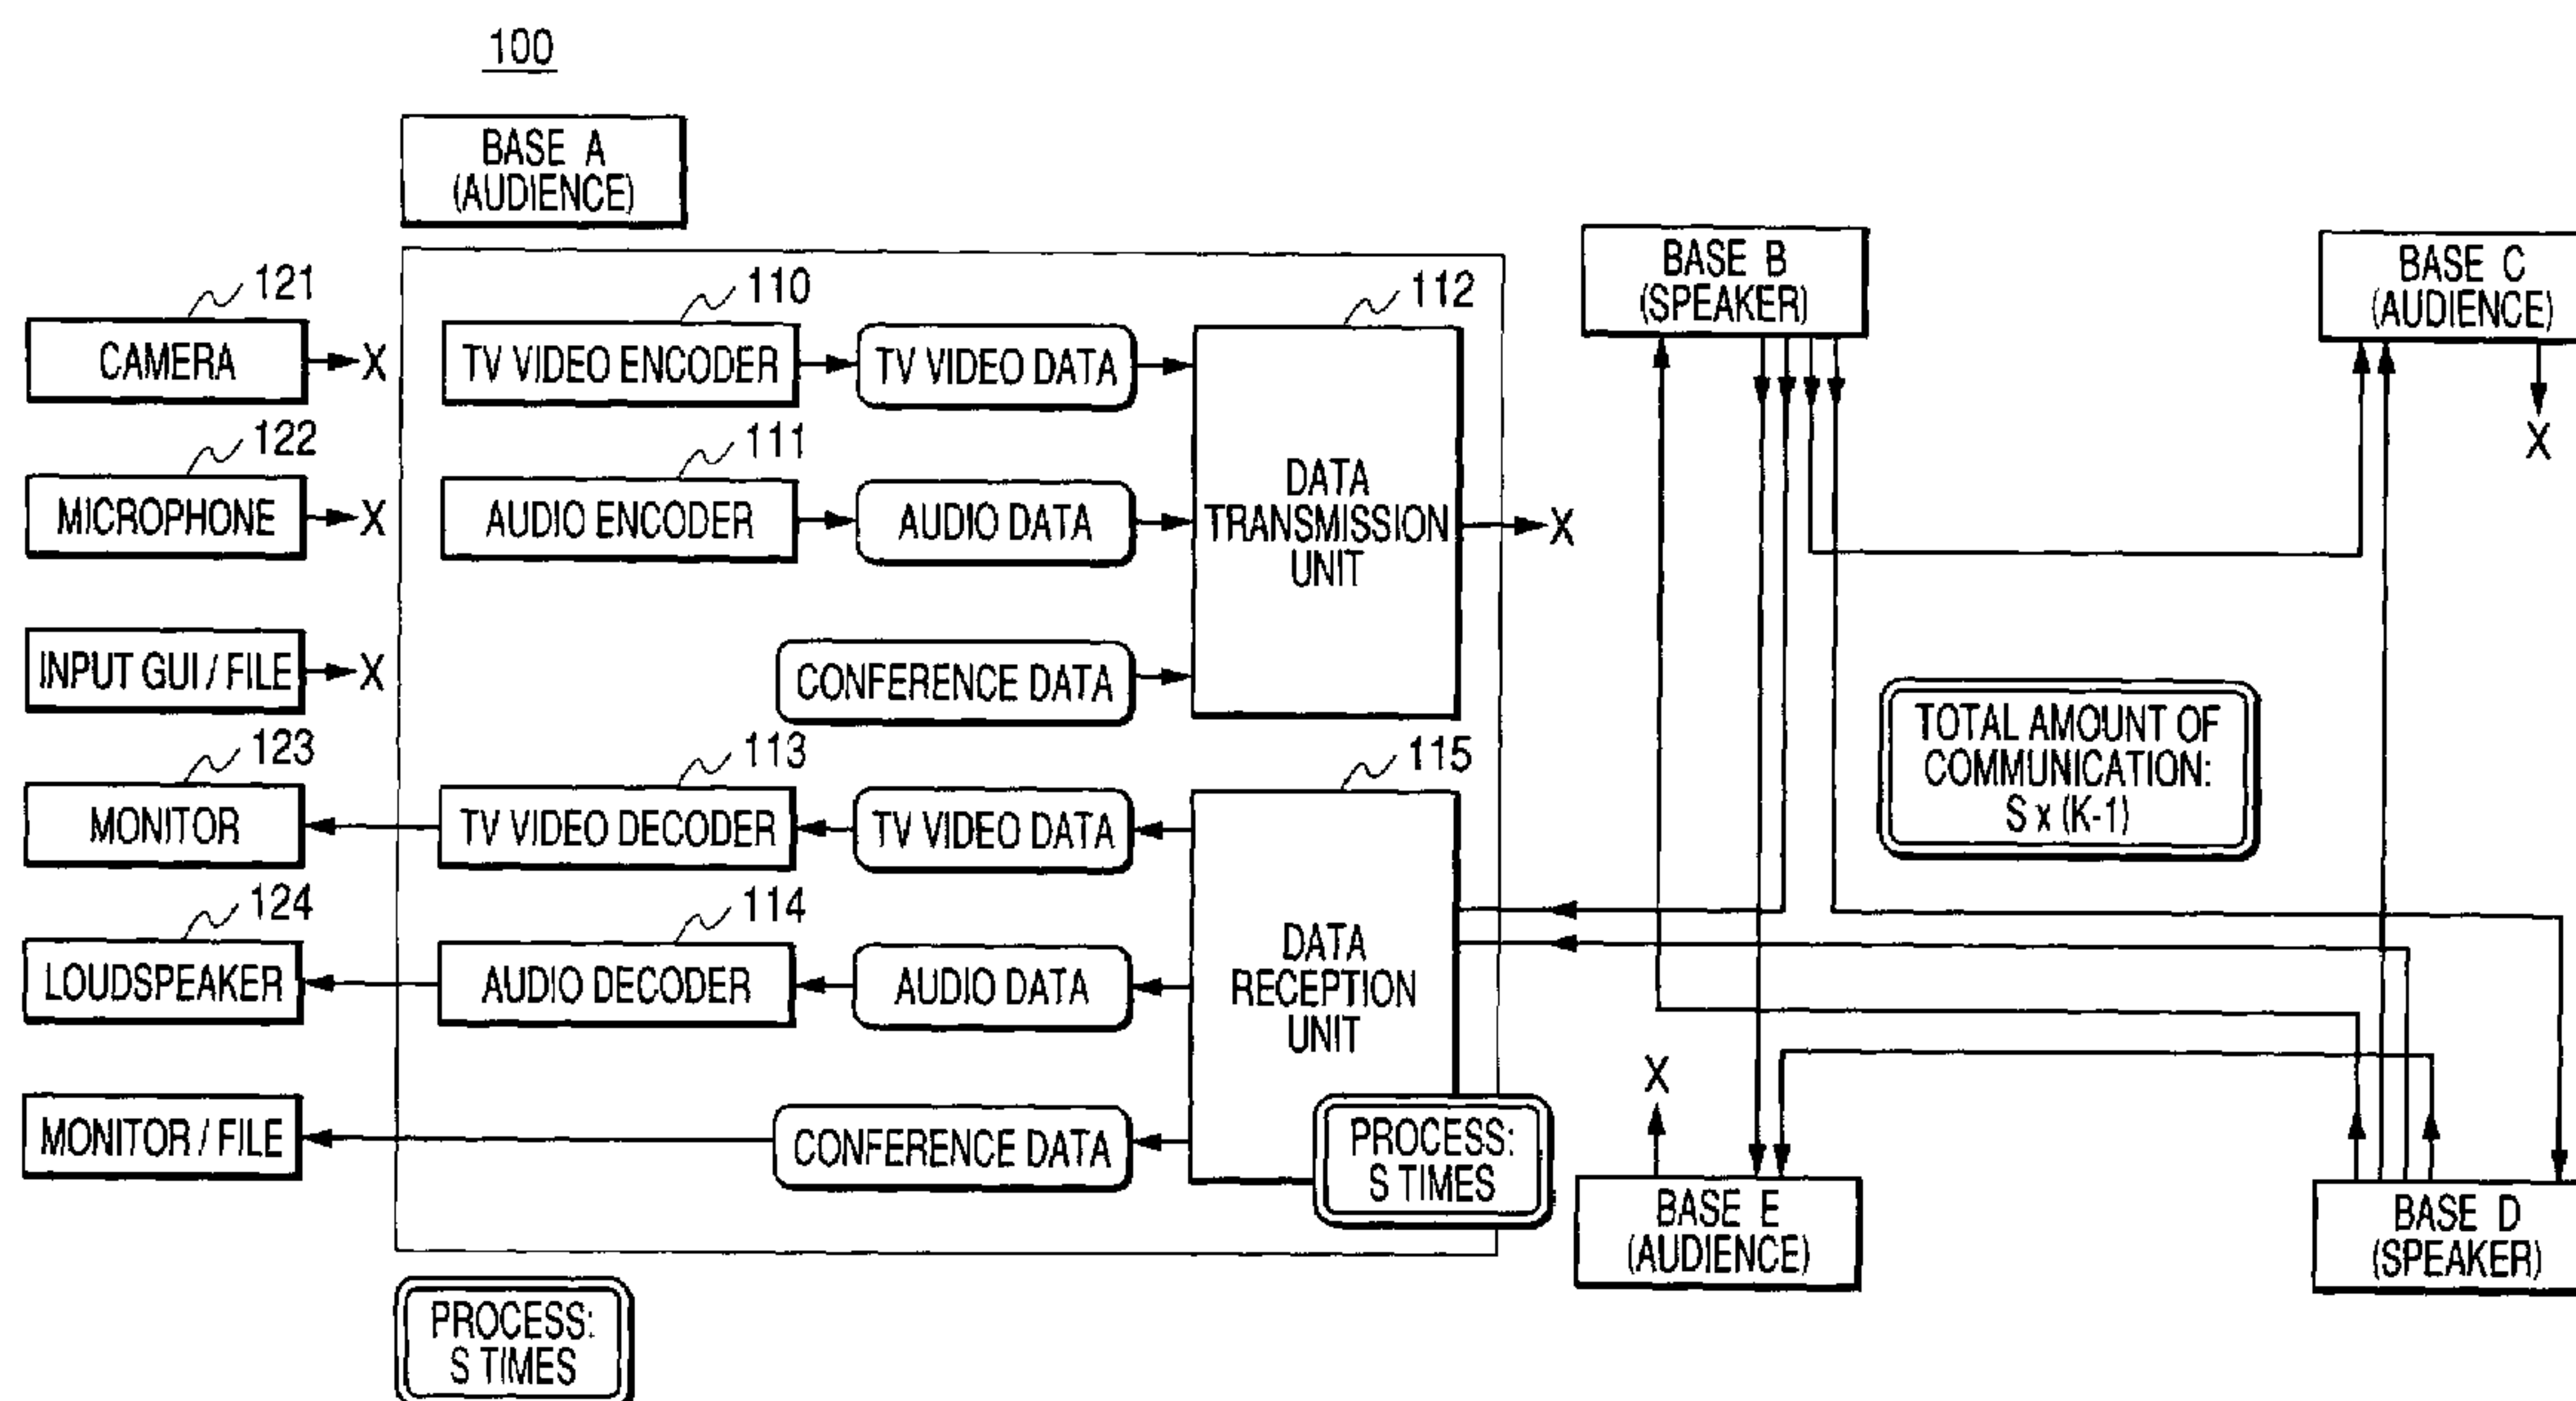 100
BASE A
(AUDIENCE)
BASE B
(SPEAKER)
BASE C
(AUDIENCE)
121
110
112
CAMERA
X
TV VIDEO ENCODER
TV VIDEO DATA
122
111
X
MICROPHONE
X
AUDIO ENCODER
AUDIO DATA
DATA
TRANSMISSION
UNIT
X
INPUT GUI / FILE
X
CONFERENCE DATA
TOTAL AMOUNT OF
COMMUNICATION:
S x (K-1)
123
113
115
MONITOR
TV VIDEO DECODER
TV VIDEO DATA
124
114
LOUDSPEAKER
AUDIO DECODER
AUDIO DATA
DATA
RECEPTION
UNIT
X
MONITOR / FILE
CONFERENCE DATA
PROCESS:
S TIMES
BASE E
(AUDIENCE)
BASE D
(SPEAKER)
PROCESS:
S TIMES